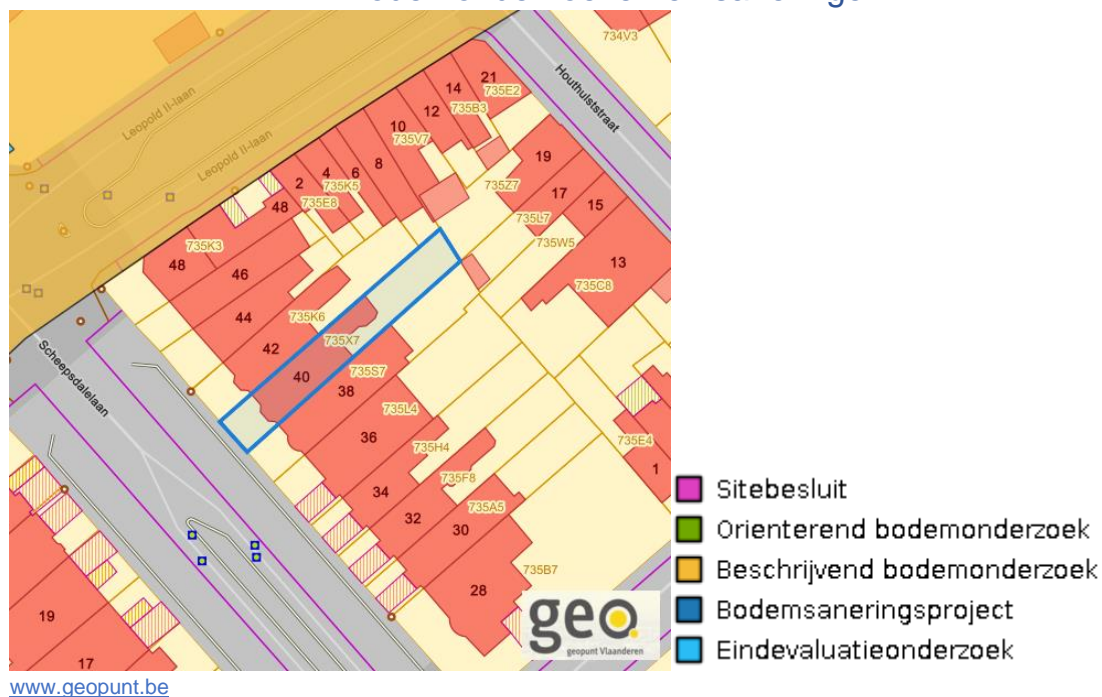 734V3
Leopold II-laan
Leopold II-laan
Houthulststraat
14
21
735E2
12
735B3
10
735V7
8
6
4
735K5
2
735E8
48
19
735Z7
17
735L7
15
735W5
13
735C8
48
735K3
46
44
735K6
42
735X7
40
735S7
38
735L4
36
735H4
34
735F8
32
735A5
30
735B7
28
735E4
1
Scheepsdalelaan
19
17
geo.
geopunt Vlaanderen
Sitebesluit
Orienterend bodemonderzoek
Beschrijvend bodemonderzoek
Bodemsaneringsproject
Eindevaluatieonderzoek
www.geopunt.be